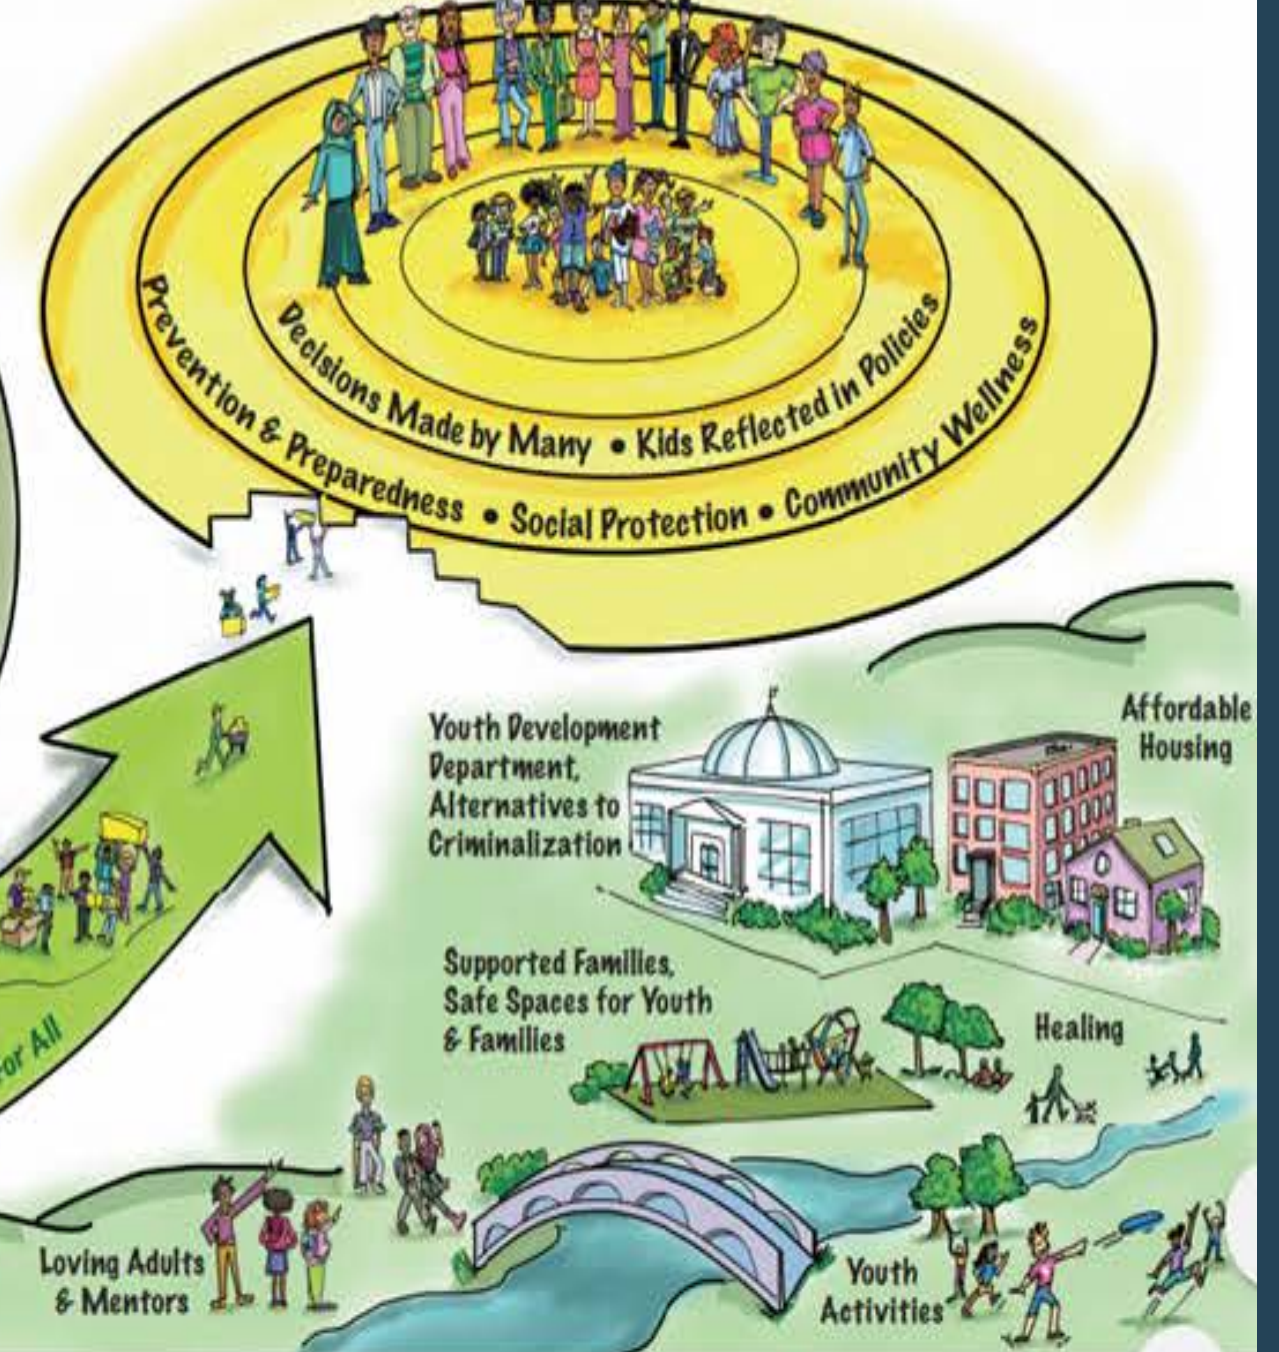 Decisions Made by Many • Kids Reflected in Policies
Prevention & Preparedness • Social Protection • Community Wellness
Youth Development
Department,
Alternatives to
Criminalization
Affordable
Housing
Supported Families,
Safe Spaces for Youth
& Families
Healing
for All
Loving Adults
& Mentors
Youth
Activities